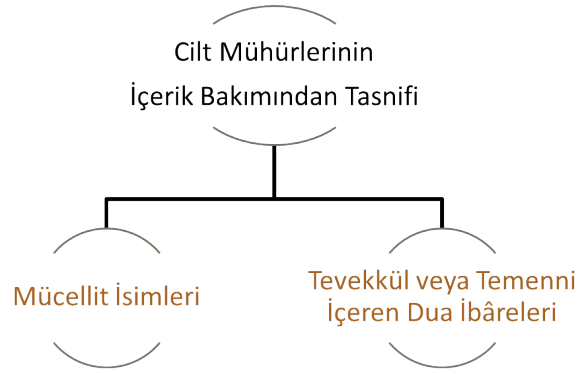 Cilt Mühürlerinin
İçerik Bakımından Tasnifi
Mücellit İsimleri
Tevekkül veya Temenni
İçeren Dua İbâreleri